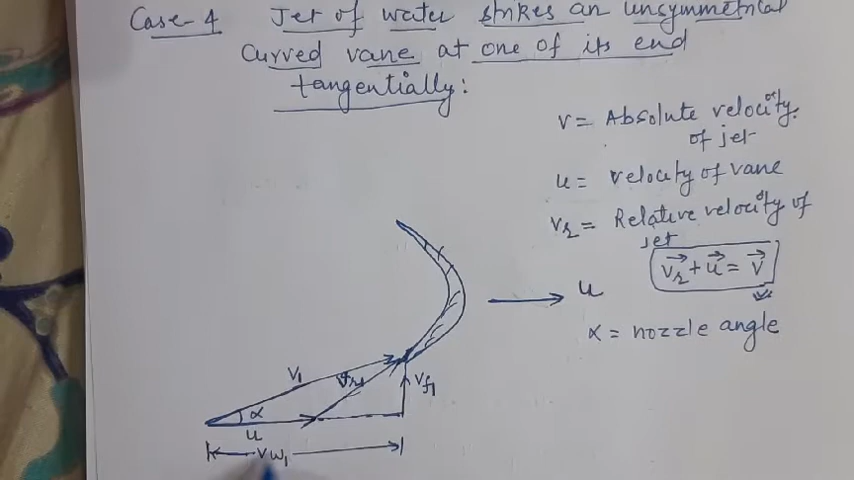 Case-4 Jet of water strikes an unsymmetrical
curved vane at one of its end
tangentially:
V = Absolute velocity
of jet
u = velocity of vane
Vr = Relative velocity of
jet
Vr + u = V
α = nozzle angle
u
V1
Vr1
Vf1
α
u
Vw1